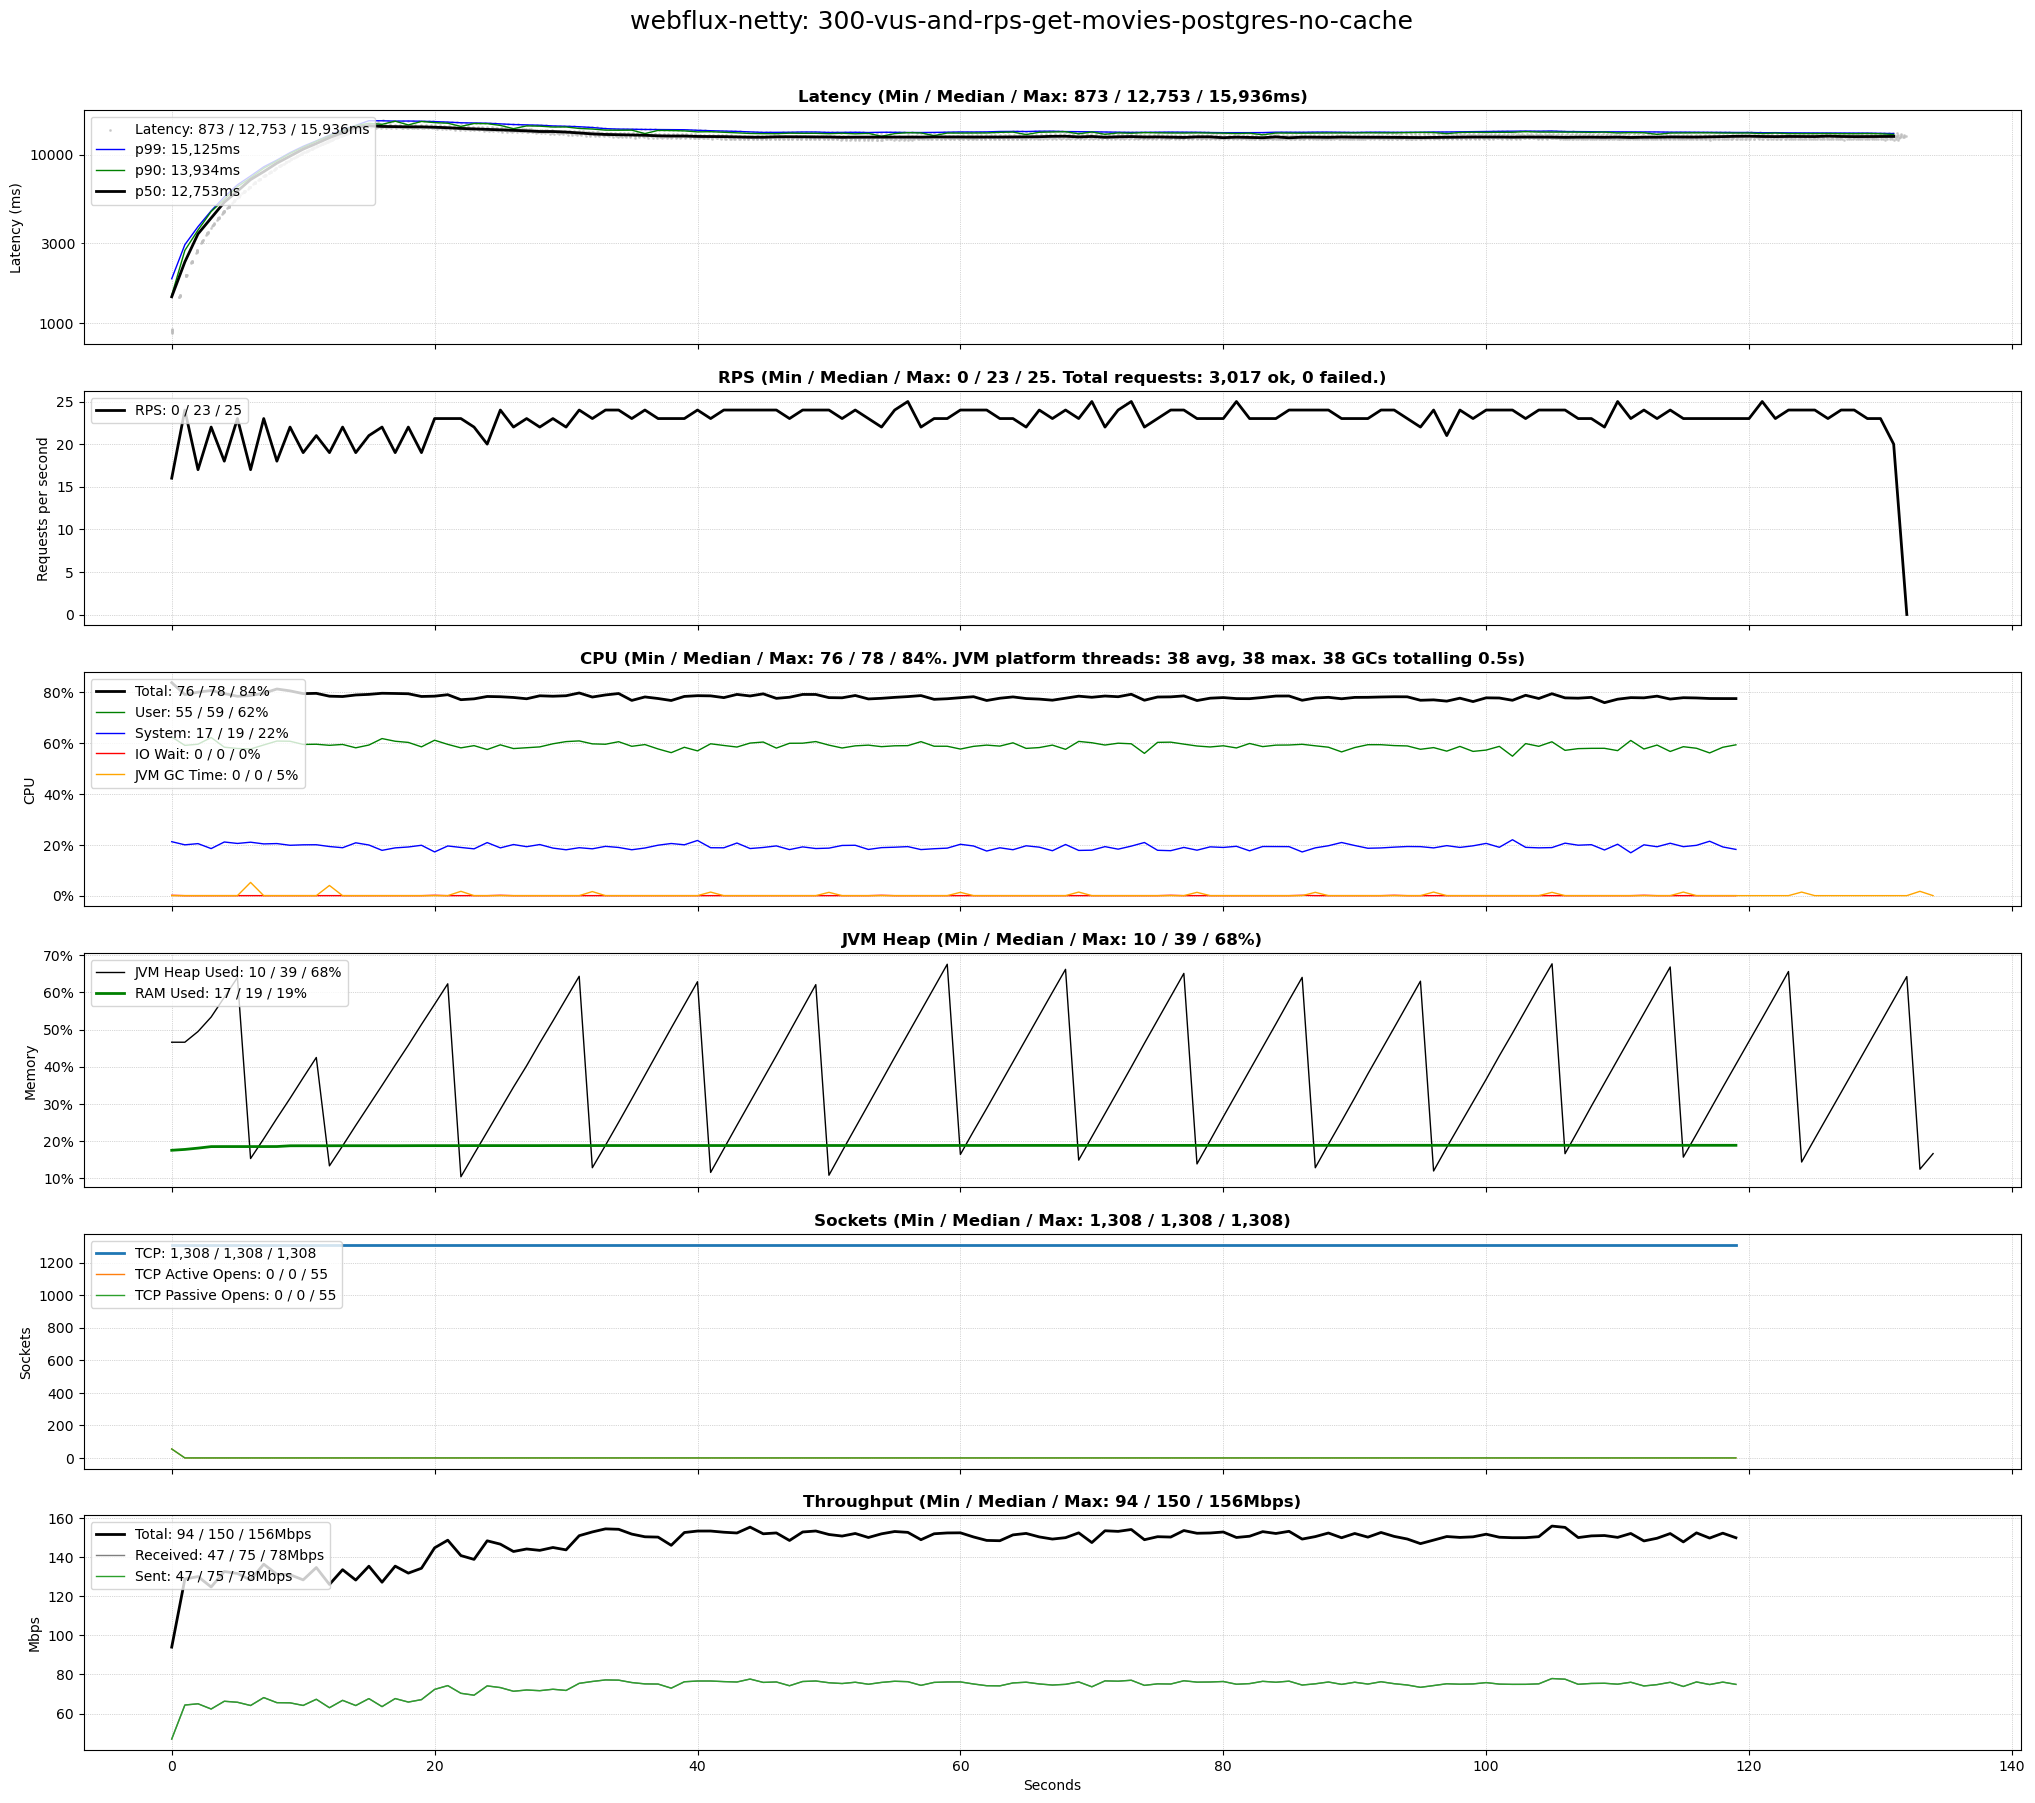 webflux-netty: 300-vus-and-rps-get-movies-postgres-no-cache
Latency (Min / Median / Max: 873 / 12,753 / 15,936ms)
Latency: 873 / 12,753 / 15,936ms
p99: 15,125ms
p90: 13,934ms
p50: 12,753ms
10000
3000
1000
Latency (ms)
RPS (Min / Median / Max: 0 / 23 / 25. Total requests: 3,017 ok, 0 failed.)
RPS: 0 / 23 / 25
25
20
15
10
5
0
Requests per second
CPU (Min / Median / Max: 76 / 78 / 84%. JVM platform threads: 38 avg, 38 max. 38 GCs totalling 0.5s)
Total: 76 / 78 / 84%
User: 55 / 59 / 62%
System: 17 / 19 / 22%
IO Wait: 0 / 0 / 0%
JVM GC Time: 0 / 0 / 5%
80%
60%
40%
20%
0%
CPU
JVM Heap (Min / Median / Max: 10 / 39 / 68%)
JVM Heap Used: 10 / 39 / 68%
RAM Used: 17 / 19 / 19%
70%
60%
50%
40%
30%
20%
10%
Memory
Sockets (Min / Median / Max: 1,308 / 1,308 / 1,308)
TCP: 1,308 / 1,308 / 1,308
TCP Active Opens: 0 / 0 / 55
TCP Passive Opens: 0 / 0 / 55
1200
1000
800
600
400
200
0
Sockets
Throughput (Min / Median / Max: 94 / 150 / 156Mbps)
Total: 94 / 150 / 156Mbps
Received: 47 / 75 / 78Mbps
Sent: 47 / 75 / 78Mbps
160
140
120
100
80
60
Mbps
0 20 40 60 80 100 120 140
Seconds